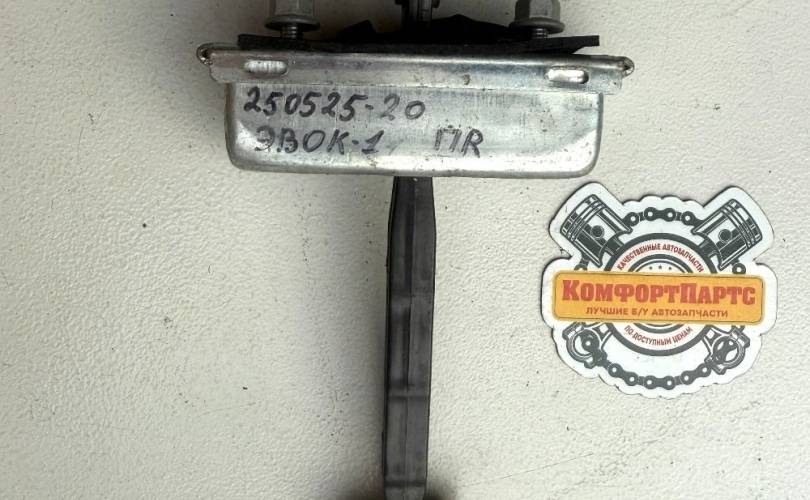 250525-20
ЭВОК-1 ПR
КАЧЕСТВЕННЫЕ АВТОЗАПЧАСТИ
КОМФОРТПАРТС
ЛУЧШИЕ Б/У АВТОЗАПЧАСТИ
ПО ДОСТУПНЫМ ЦЕНАМ